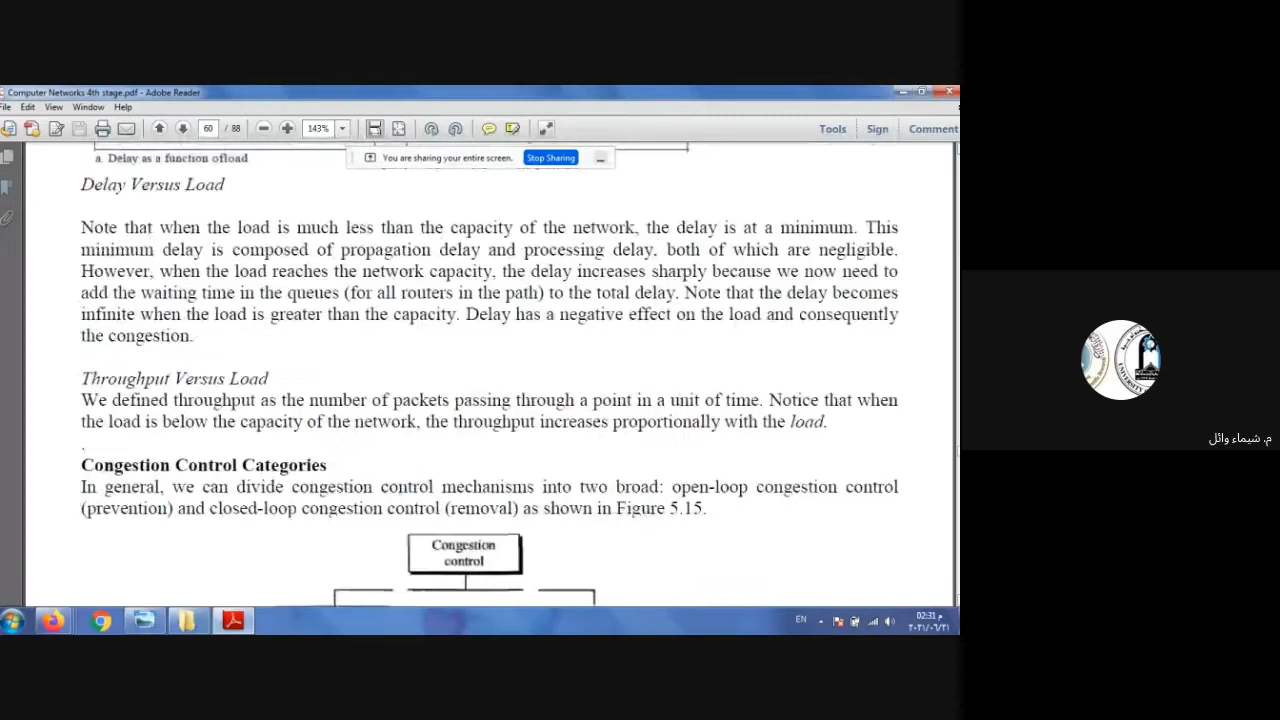 Computer Networks 4th stage.pdf - Adobe Reader
File Edit View Window Help
60 / 88 143% Tools Sign Comment
a. Delay as a function of load
You are sharing your entire screen. Stop Sharing
Delay Versus Load
Note that when the load is much less than the capacity of the network, the delay is at a minimum. This
minimum delay is composed of propagation delay and processing delay, both of which are negligible.
However, when the load reaches the network capacity, the delay increases sharply because we now need to
add the waiting time in the queues (for all routers in the path) to the total delay. Note that the delay becomes
infinite when the load is greater than the capacity. Delay has a negative effect on the load and consequently
the congestion.
Throughput Versus Load
We defined throughput as the number of packets passing through a point in a unit of time. Notice that when
the load is below the capacity of the network, the throughput increases proportionally with the load.
.
Congestion Control Categories
In general, we can divide congestion control mechanisms into two broad: open-loop congestion control
(prevention) and closed-loop congestion control (removal) as shown in Figure 5.15.
Congestion
control
م. شيماء وائل
EN
02:31 م
٢٠٢١/٠٦/٢١